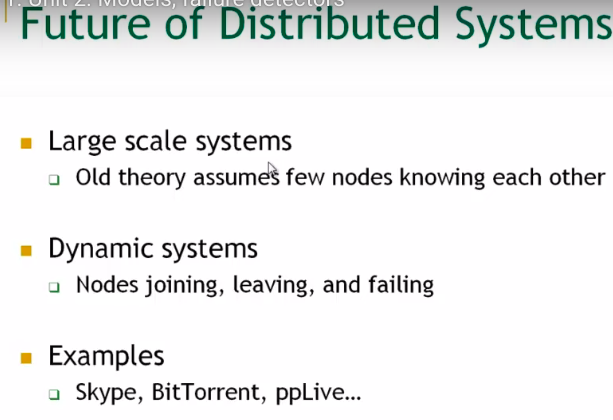 1. Unit 2: Models, failure detectors
Future of Distributed Systems
Large scale systems
Old theory assumes few nodes knowing each other
Dynamic systems
Nodes joining, leaving, and failing
Examples
Skype, BitTorrent, ppLive...